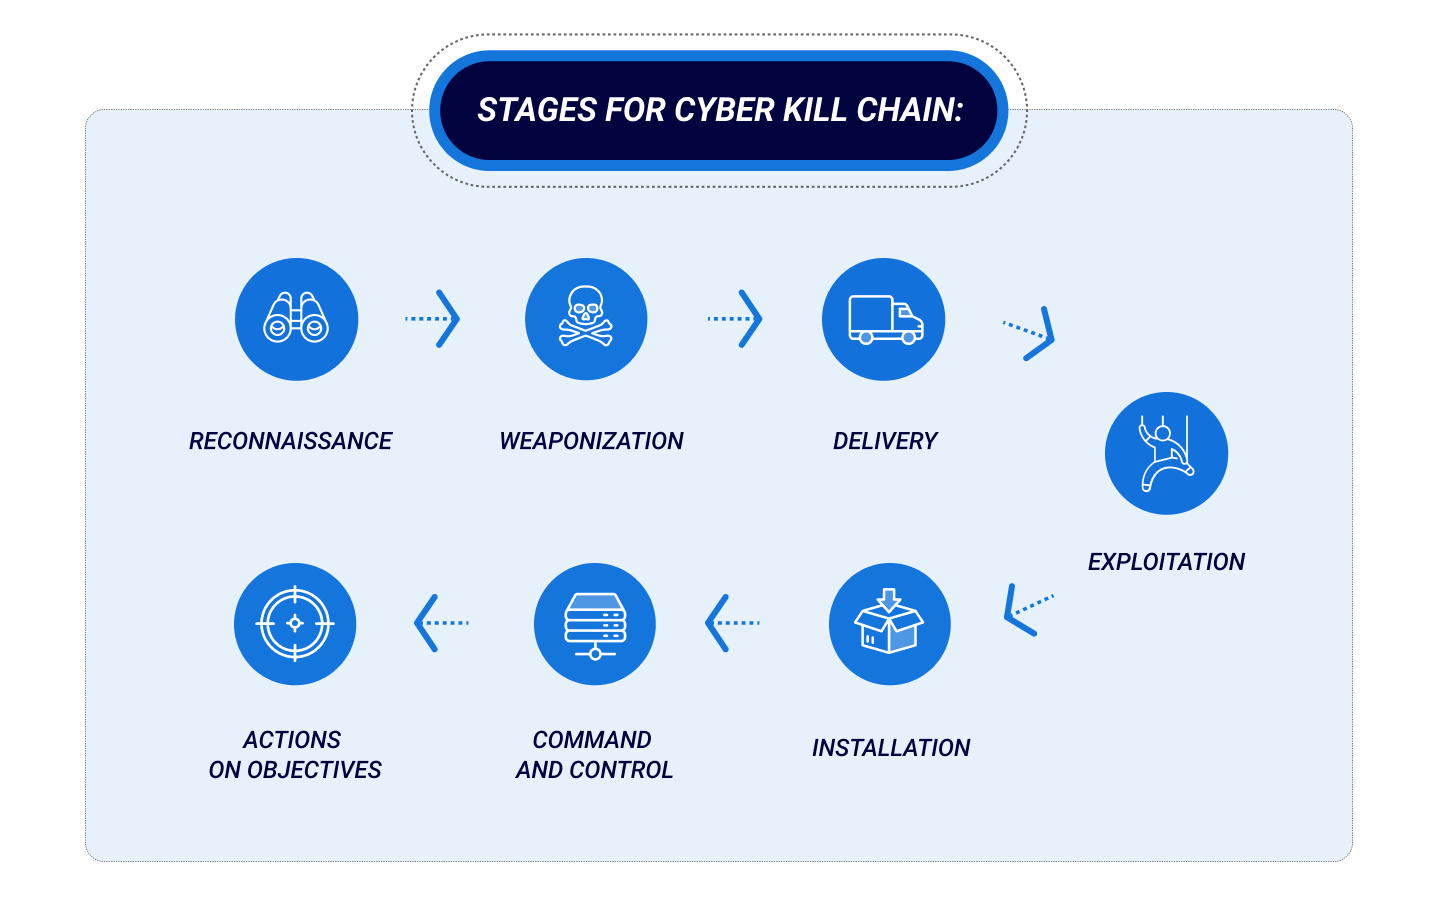 STAGES FOR CYBER KILL CHAIN:
RECONNAISSANCE
WEAPONIZATION
DELIVERY
EXPLOITATION
INSTALLATION
COMMAND
AND CONTROL
ACTIONS
ON OBJECTIVES